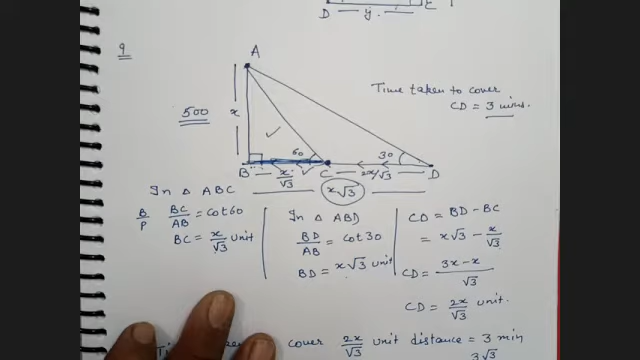 D — y — E
9
A
Time taken to cover
CD = 3 mins.
500
x
60
30
B — x/√3 — C — 2x/√3 — D
x√3
In △ ABC
B/P BC/AB = cot 60
BC = x/√3 unit
In △ ABD
BD/AB = cot 30
BD = x√3 unit
CD = BD - BC
= x√3 - x/√3
CD = 3x - x/√3
CD = 2x/√3 unit.
cover 2x/√3 unit distance = 3 min
3√3